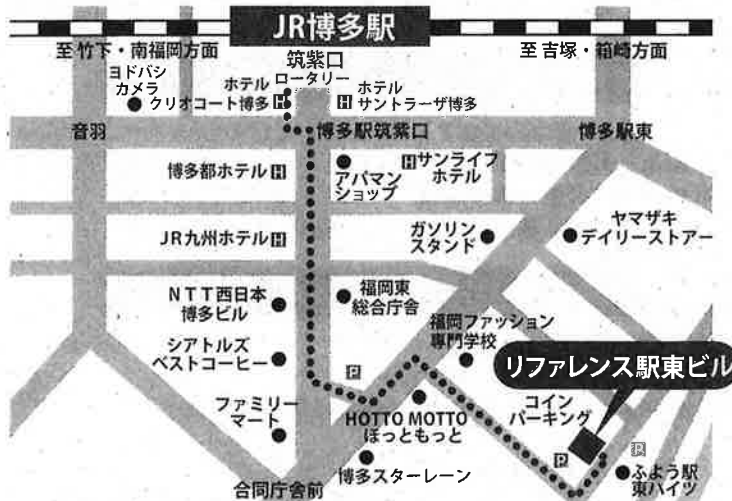 JR博多駅
至竹下・南福岡方面
至吉塚・箱崎方面
筑紫口
ロータリー
ヨドバシ
カメラ
ホテル
クリオコート博多
H
H
ホテル
サントラーザ博多
音羽
博多駅筑紫口
博多駅東
博多都ホテル
H
アパマン
ショップ
H
サンライフ
ホテル
JR九州ホテル
H
ガソリン
スタンド
ヤマザキ
デイリーストアー
NTT西日本
博多ビル
福岡東
総合庁舎
シアトルズ
ベストコーヒー
P
福岡ファッション
専門学校
リファレンス駅東ビル
ファミリー
マート
HOTTO MOTTO
ほっともっと
コイン
パーキング
P
P
合同庁舎前
博多スターレーン
ふよう駅
東ハイツ